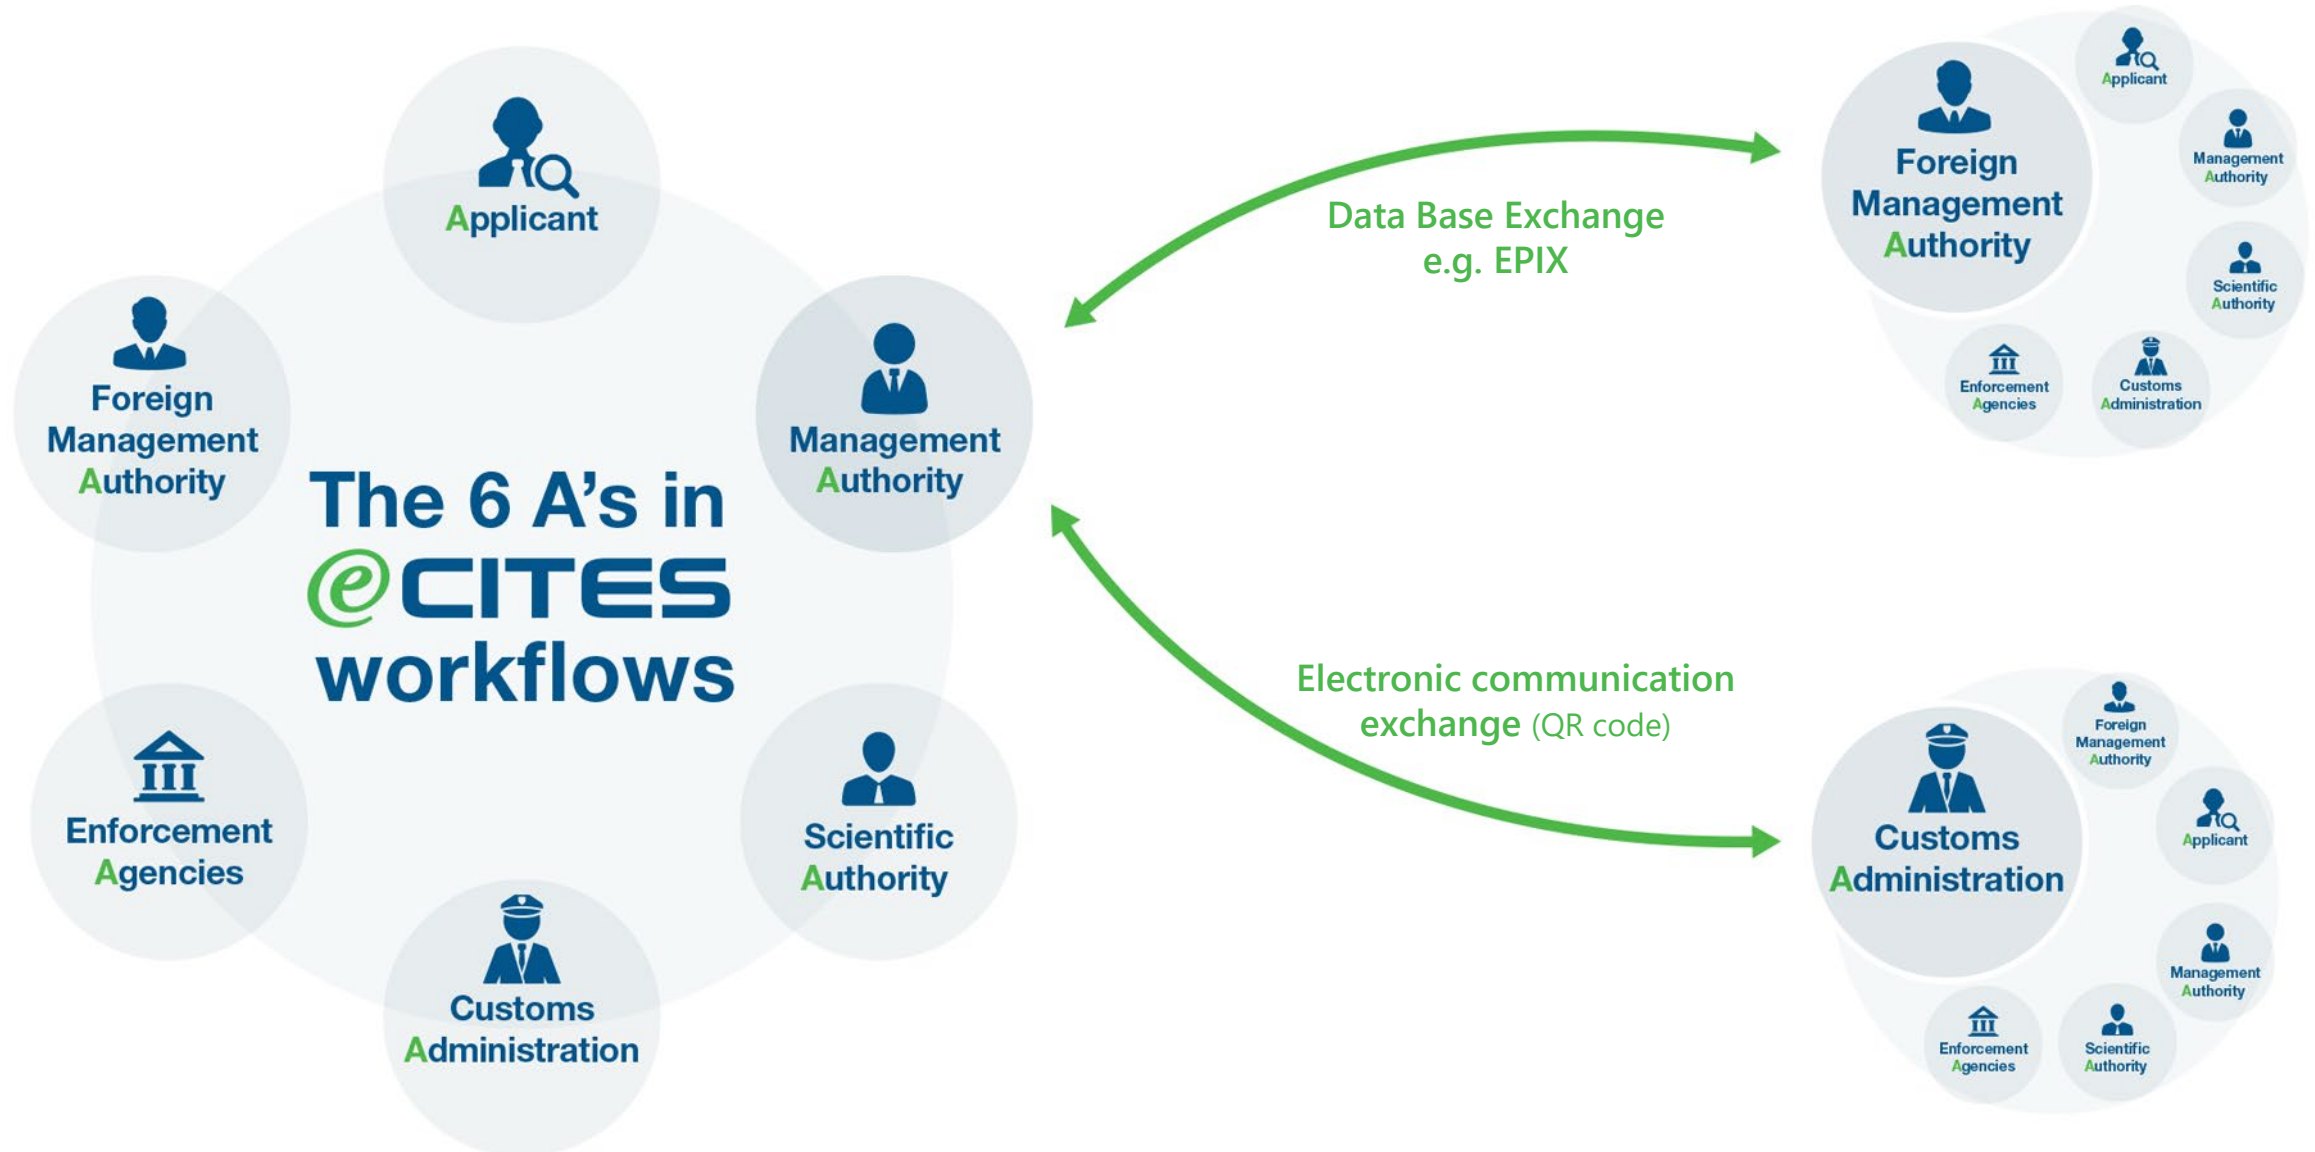 Applicant
Foreign
Management
Authority
Management
Authority
The 6 A's in
eCITES
workflows
Enforcement
Agencies
Scientific
Authority
Customs
Administration
Data Base Exchange
e.g. EPIX
Electronic communication
exchange (QR code)
Foreign
Management
Authority
Applicant
Management
Authority
Scientific
Authority
Customs
Administration
Enforcement
Agencies
Customs
Administration
Foreign
Management
Authority
Applicant
Management
Authority
Scientific
Authority
Enforcement
Agencies